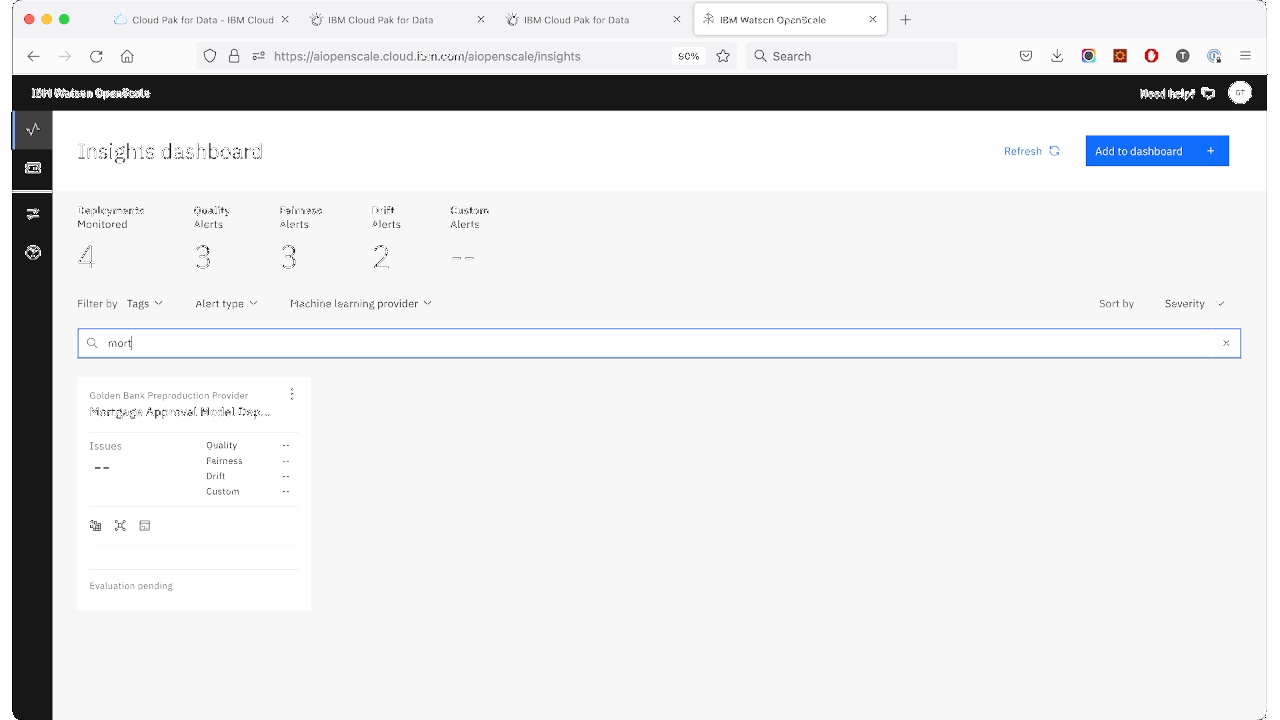 Cloud Pak for Data - IBM Cloud
IBM Cloud Pak for Data
IBM Cloud Pak for Data
IBM Watson OpenScale
https://aiopenscale.cloud.ibm.com/aiopenscale/insights
90%
Search
IBM Watson OpenScale
Need help?
GT
Insights dashboard
Refresh
Add to dashboard +
Deployments Monitored
4
Quality Alerts
3
Fairness Alerts
3
Drift Alerts
2
Custom Alerts
--
Filter by Tags Alert type Machine learning provider
Sort by Severity
mort
Golden Bank Preproduction Provider
Mortgage Approval Model Dep...
Issues
--
Quality --
Fairness --
Drift --
Custom --
Evaluation pending